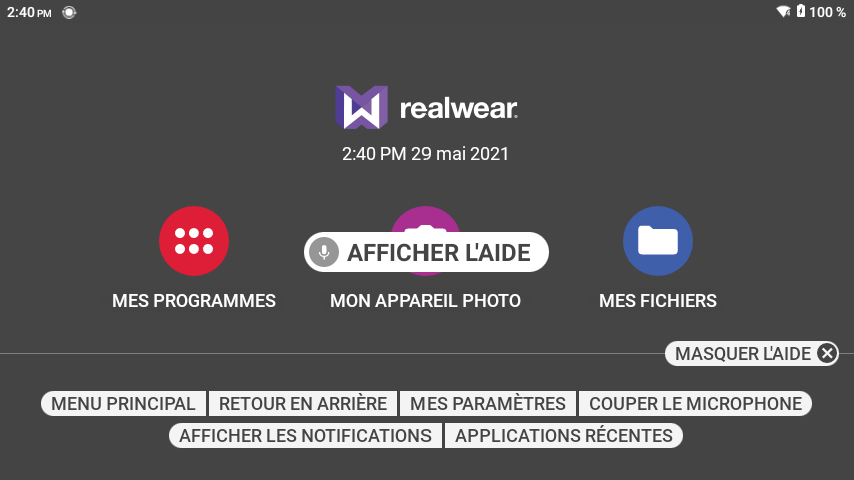 2:40 PM 100 %
realwear
2:40 PM 29 mai 2021
AFFICHER L'AIDE
MES PROGRAMMES MON APPAREIL PHOTO MES FICHIERS
MASQUER L'AIDE
MENU PRINCIPAL RETOUR EN ARRIÈRE MES PARAMÈTRES COUPER LE MICROPHONE
AFFICHER LES NOTIFICATIONS APPLICATIONS RÉCENTES